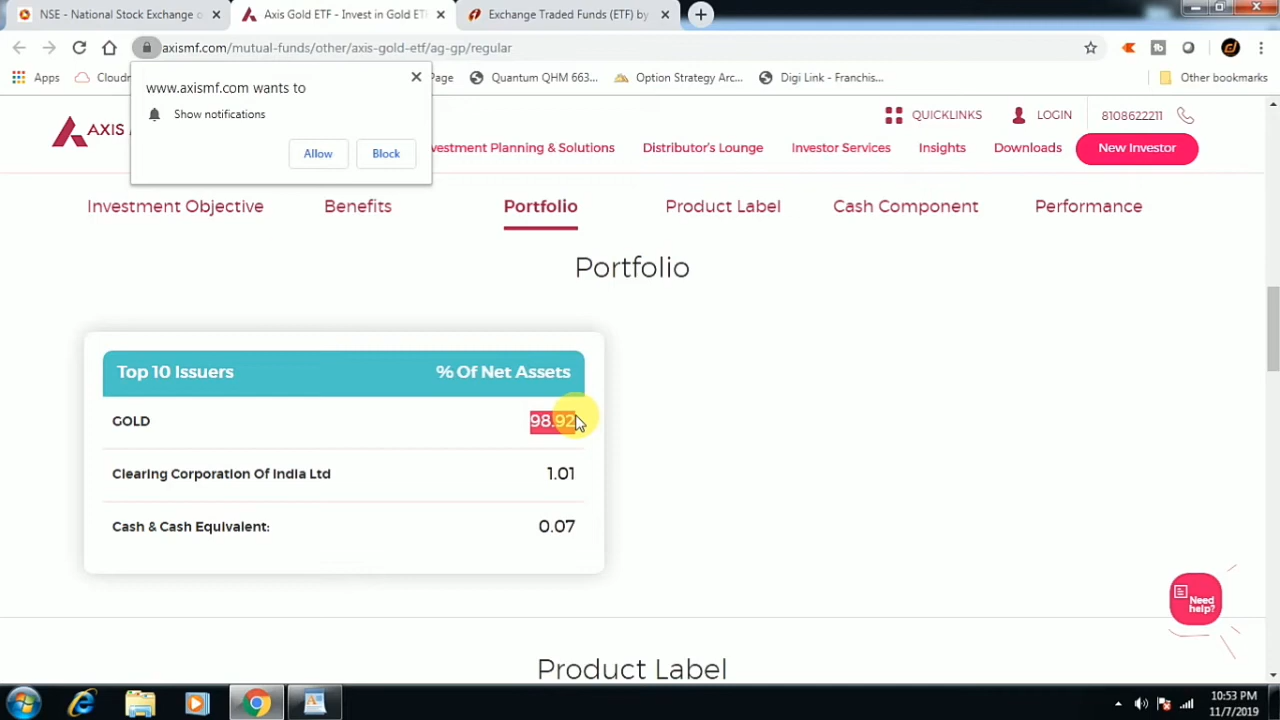 NSE - National Stock Exchange o
Axis Gold ETF - Invest in Gold ETF
Exchange Traded Funds (ETF) by
axismf.com/mutual-funds/other/axis-gold-etf/ag-gp/regular
Apps
Page
Quantum QHM 663...
Option Strategy Arc...
Digi Link - Franchis...
Other bookmarks
www.axismf.com wants to
Show notifications
Allow
Block
AXIS
QUICKLINKS
LOGIN
8108622211
vestment Planning & Solutions
Distributor's Lounge
Investor Services
Insights
Downloads
New Investor
Investment Objective
Benefits
Portfolio
Product Label
Cash Component
Performance
Portfolio
Top 10 Issuers % Of Net Assets
GOLD 98.92
Clearing Corporation Of India Ltd 1.01
Cash & Cash Equivalent: 0.07
Need
help?
Product Label
10:53 PM
11/7/2019